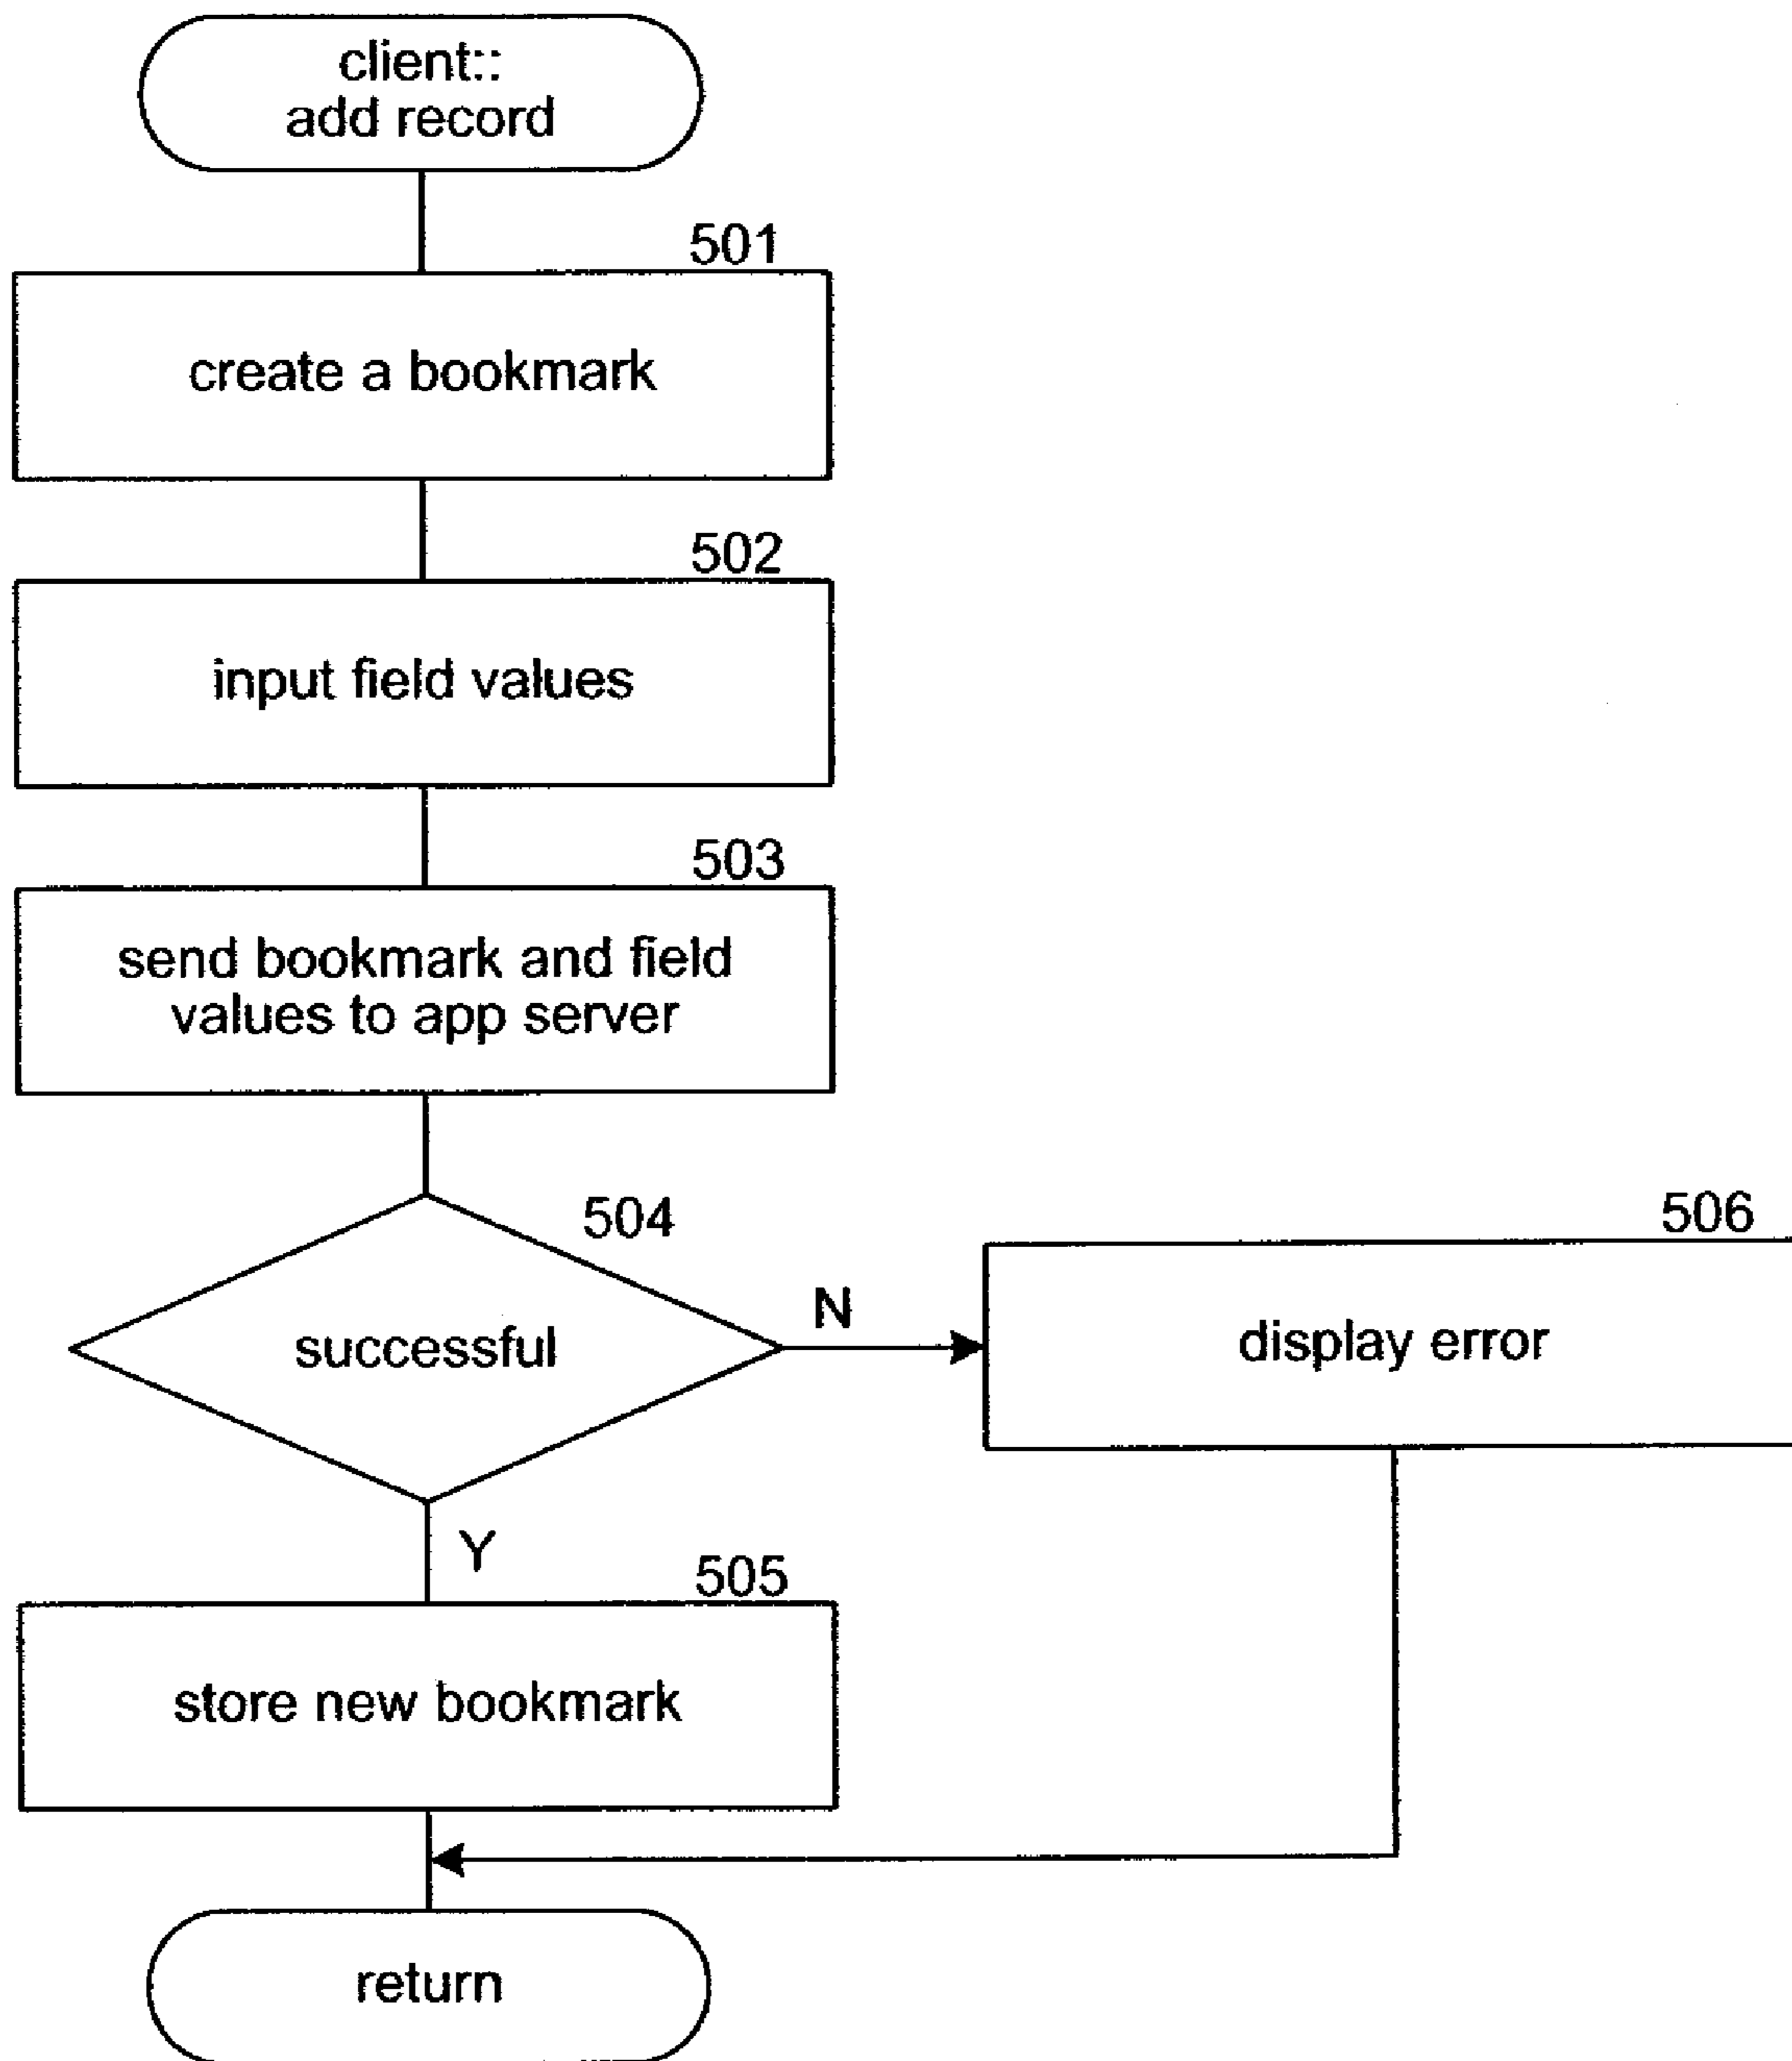 client::
add record
501
create a bookmark
502
input field values
503
send bookmark and field
values to app server
504
successful
N
506
display error
Y
505
store new bookmark
return